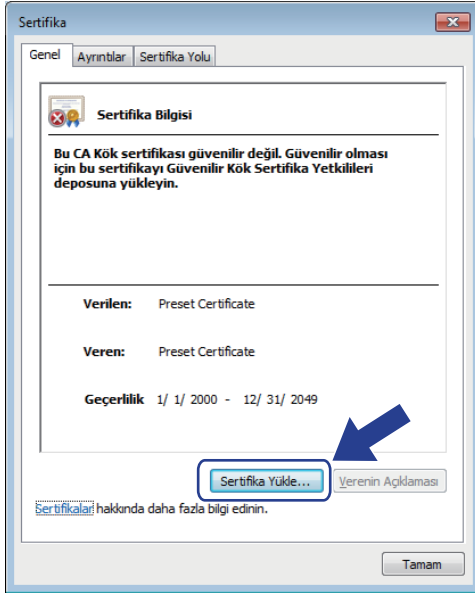 Sertifika
Genel Ayrıntılar Sertifika Yolu
Sertifika Bilgisi
Bu CA Kök sertifikası güvenilir değil. Güvenilir olması
için bu sertifikayı Güvenilir Kök Sertifika Yetkilileri
deposuna yükleyin.
Verilen: Preset Certificate
Veren: Preset Certificate
Geçerlilik 1/ 1/ 2000 - 12/ 31/ 2049
Sertifika Yükle... Verenin Açıklaması
Sertifikalar hakkında daha fazla bilgi edinin.
Tamam